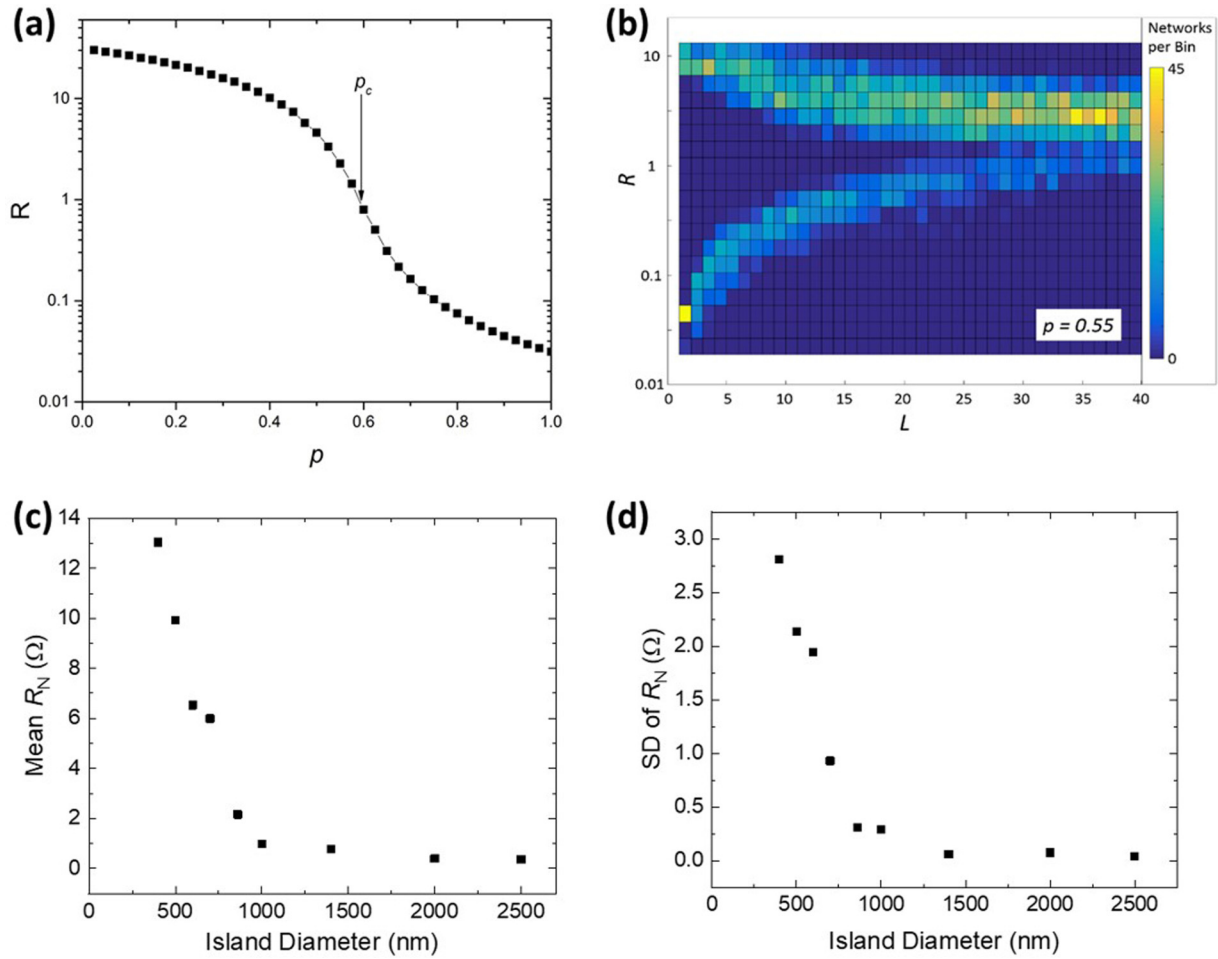 (a)
R
10
1
0.1
0.01
p_c
0.0 0.2 0.4 0.6 0.8 1.0
p
(b)
R
10
1
0.1
0.01
p = 0.55
0 5 10 15 20 25 30 35 40
L
Networks
per Bin
45
0
(c)
Mean R_N (Ω)
14
12
10
8
6
4
2
0
0 500 1000 1500 2000 2500
Island Diameter (nm)
(d)
SD of R_N (Ω)
3.0
2.5
2.0
1.5
1.0
0.5
0.0
0 500 1000 1500 2000 2500
Island Diameter (nm)